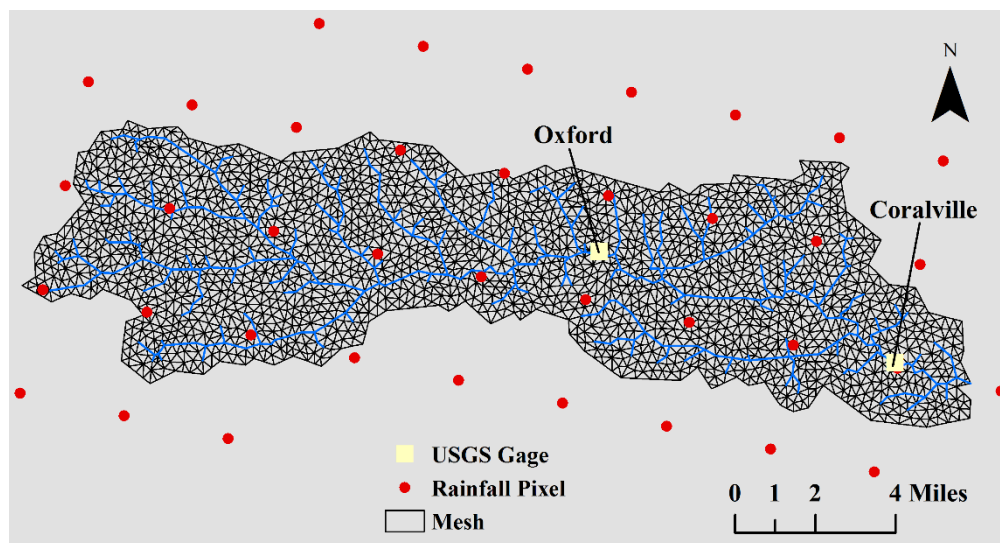 N
Oxford
Coralville
USGS Gage
Rainfall Pixel
Mesh
0 1 2 4 Miles